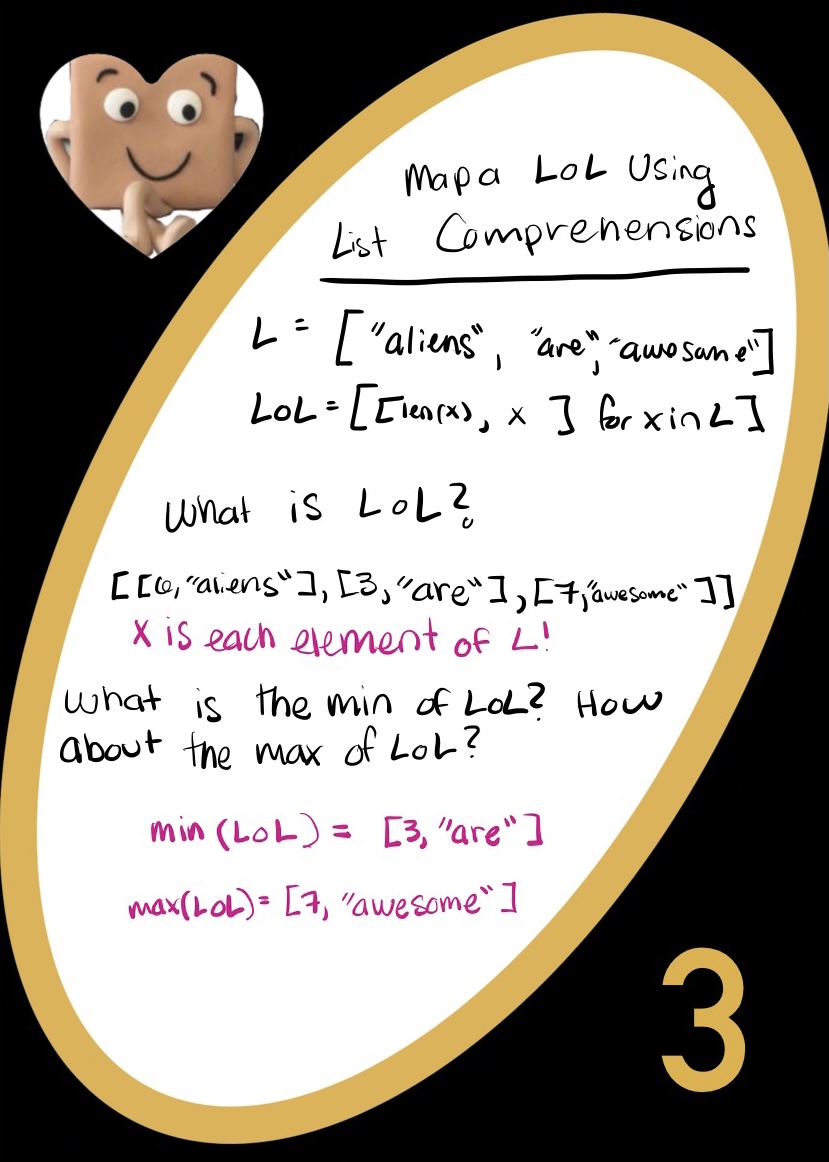 Map a LoL Using
List Comprehensions
L = ["aliens", "are", "awesome"]
LoL = [[len(x), x ] for x in L]
What is LoL?
[[6, "aliens"], [3, "are"], [7, "awesome"]]
X is each element of L!
What is the min of LoL? How
about the max of LoL?
min (LoL) = [3, "are"]
max(LoL) = [7, "awesome"]
3